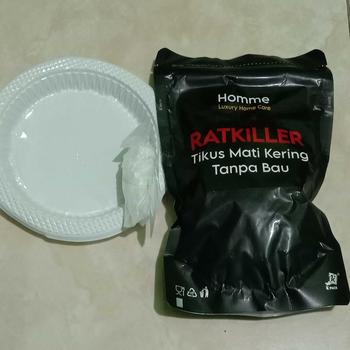 Homme
Luxury Home Care
RATKILLER
Tikus Mati Kering
Tanpa Bau